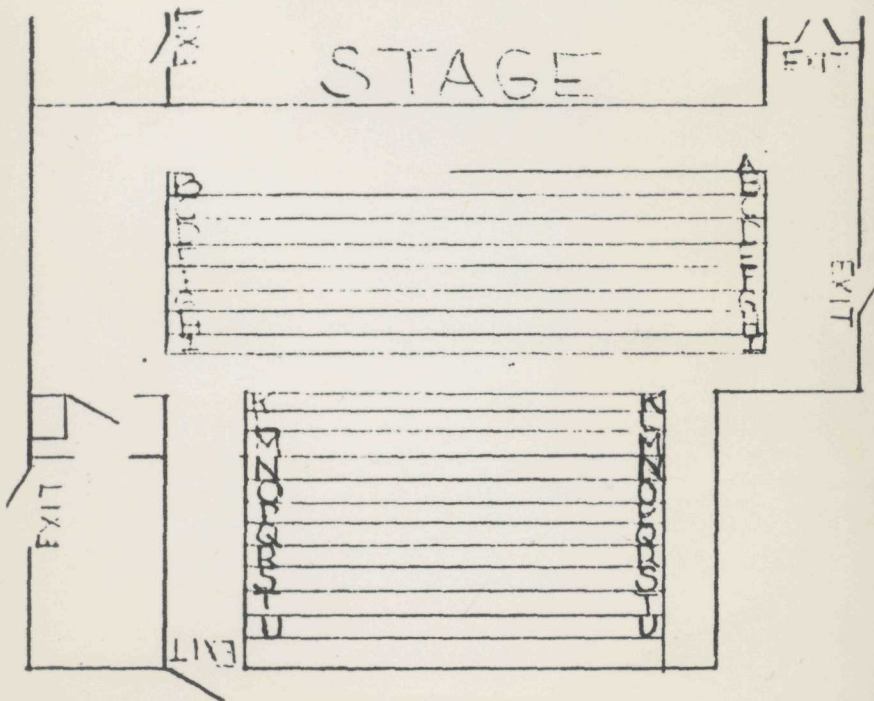 EXIT
STAGE
EXIT
B C D E F G H
A B C D E F G H
EXIT
K L M N O P Q R S T U
K L M N O P Q R S T U
EXIT
EXIT